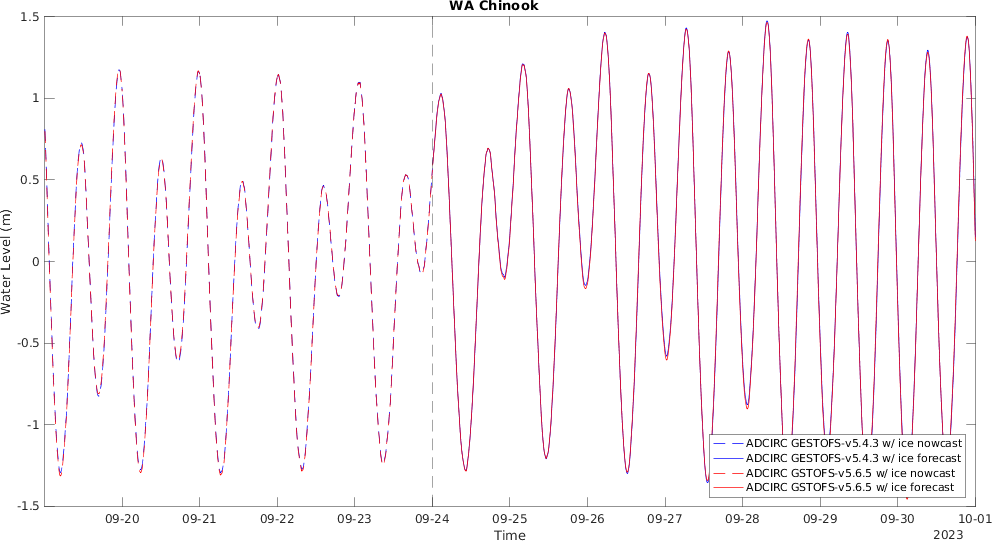 WA Chinook
1.5
1
0.5
0
-0.5
-1
-1.5
Water Level (m)
09-20 09-21 09-22 09-23 09-24 09-25 09-26 09-27 09-28 09-29 09-30 10-01
Time
2023
ADCIRC GESTOFS-v5.4.3 w/ ice nowcast
ADCIRC GESTOFS-v5.4.3 w/ ice forecast
ADCIRC GSTOFS-v5.6.5 w/ ice nowcast
ADCIRC GSTOFS-v5.6.5 w/ ice forecast